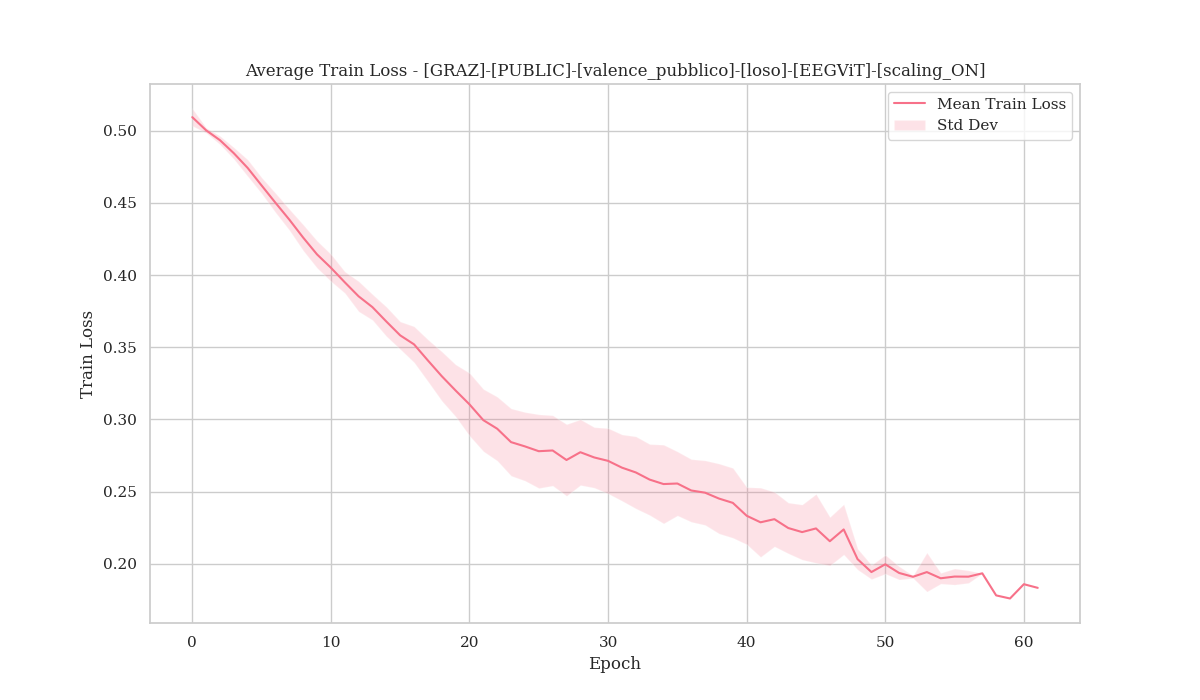 Average Train Loss - [GRAZ]-[PUBLIC]-[valence_pubblico]-[loso]-[EEGViT]-[scaling_ON]
Mean Train Loss
Std Dev
0.50
0.45
0.40
0.35
0.30
0.25
0.20
Train Loss
0 10 20 30 40 50 60
Epoch